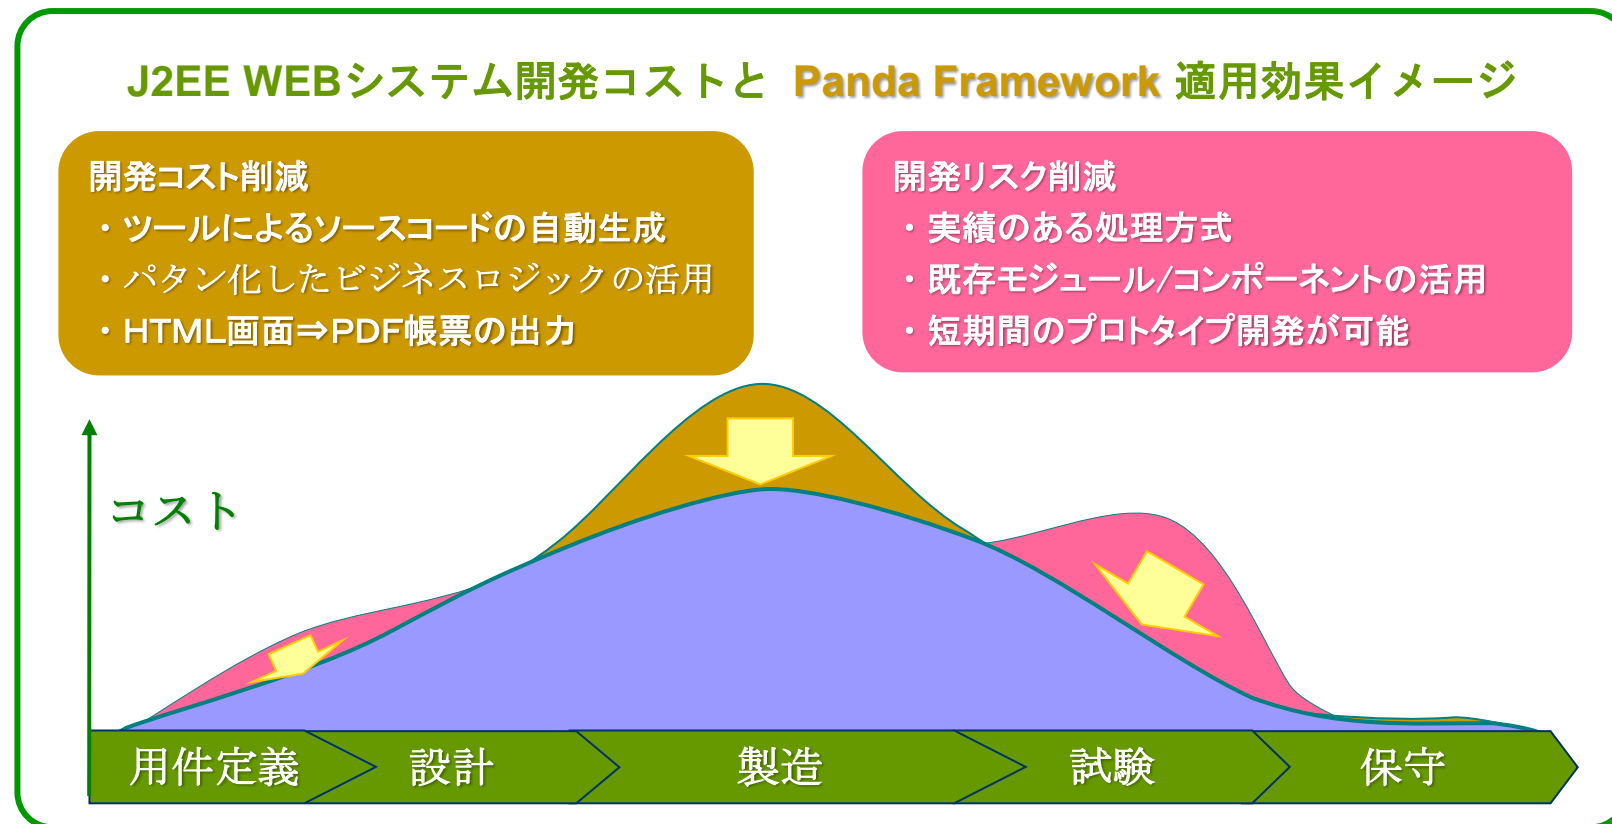 J2EE WEBシステム開発コストと Panda Framework 適用効果イメージ
開発コスト削減
・ツールによるソースコードの自動生成
・パタン化したビジネスロジックの活用
・HTML画面⇒PDF帳票の出力
開発リスク削減
・実績のある処理方式
・既存モジュール/コンポーネントの活用
・短期間のプロトタイプ開発が可能
コスト
用件定義
設計
製造
試験
保守